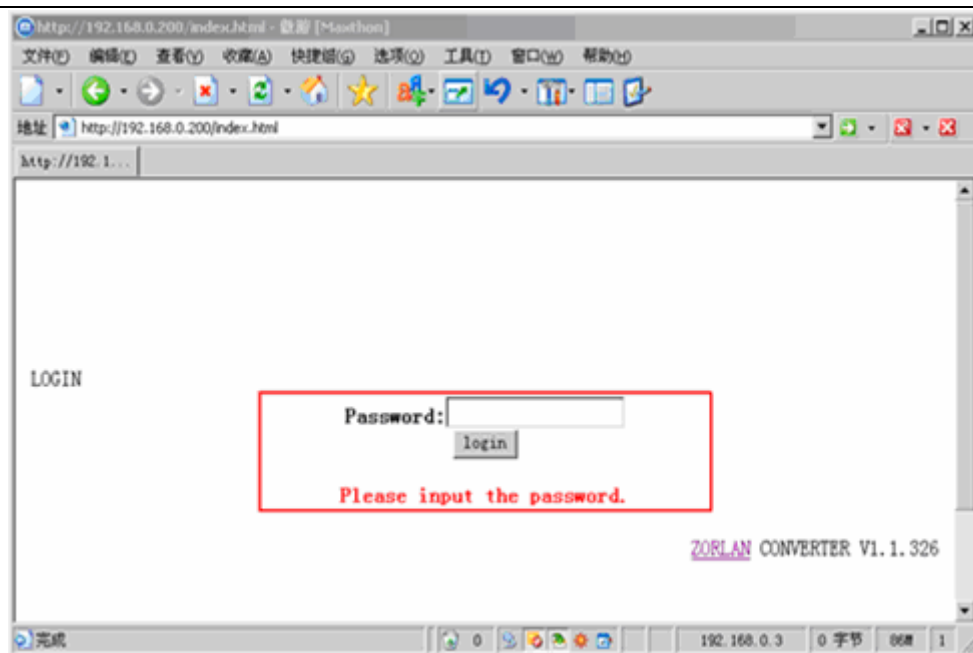 http://192.168.0.200/index.html - 傲游 [Maxthon]
文件(F) 编辑(E) 查看(V) 收藏(A) 快捷组(G) 选项(O) 工具(T) 窗口(W) 帮助(H)
地址 http://192.168.0.200/index.html
http://192.1...
LOGIN
Password:
login
Please input the password.
ZORLAN CONVERTER V1.1.326
完成 0 192.168.0.3 0 字节 1